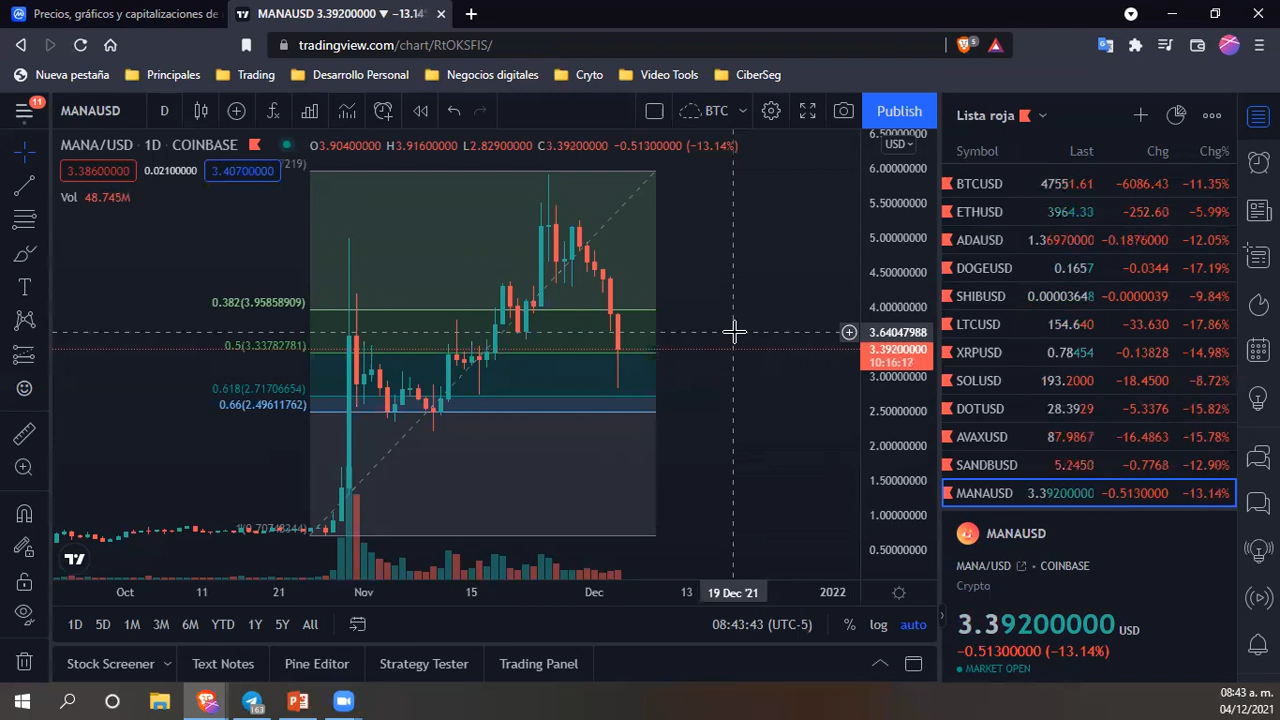 Precios, gráficos y capitalizaciones de
MANAUSD 3.39200000 ▼ −13.14%
tradingview.com/chart/RtOKSFIS/
5
Nueva pestaña
Principales
Trading
Desarrollo Personal
Negocios digitales
Cryto
Video Tools
CiberSeg
11
MANAUSD
D
BTC
Publish
Lista roja
MANA/USD · 1D · COINBASE
O3.90400000 H3.91600000 L2.82900000 C3.39200000 −0.51300000 (−13.14%)
3.38600000
0.02100000
3.40700000
Vol 48.745M
USD
6.50000000
6.00000000
5.50000000
5.00000000
4.50000000
4.00000000
3.64047988
3.39200000
10:16:17
3.00000000
2.50000000
2.00000000
1.50000000
1.00000000
0.50000000
0.382(3.95858909)
0.5(3.33782781)
0.618(2.71706654)
0.66(2.49611762)
Oct
11
21
Nov
15
Dec
13
19 Dec '21
2022
1D
5D
1M
3M
6M
YTD
1Y
5Y
All
08:43:43 (UTC-5)
%
log
auto
Stock Screener
Text Notes
Pine Editor
Strategy Tester
Trading Panel
Symbol Last Chg Chg%
BTCUSD 47551.61 −6086.43 −11.35%
ETHUSD 3964.33 −252.60 −5.99%
ADAUSD 1.36970000 −0.1876000 −12.05%
DOGEUSD 0.1657 −0.0344 −17.19%
SHIBUSD 0.00003648 −0.0000039 −9.84%
LTCUSD 154.640 −33.630 −17.86%
XRPUSD 0.78454 −0.13828 −14.98%
SOLUSD 193.2000 −18.4500 −8.72%
DOTUSD 28.3929 −5.3376 −15.82%
AVAXUSD 87.9867 −16.4863 −15.78%
SANDBUSD 5.2450 −0.7768 −12.90%
MANAUSD 3.39200000 −0.5130000 −13.14%
MANAUSD
MANA/USD · COINBASE
Crypto
3.39200000 USD
−0.51300000 (−13.14%)
MARKET OPEN
163
08:43 a. m.
04/12/2021